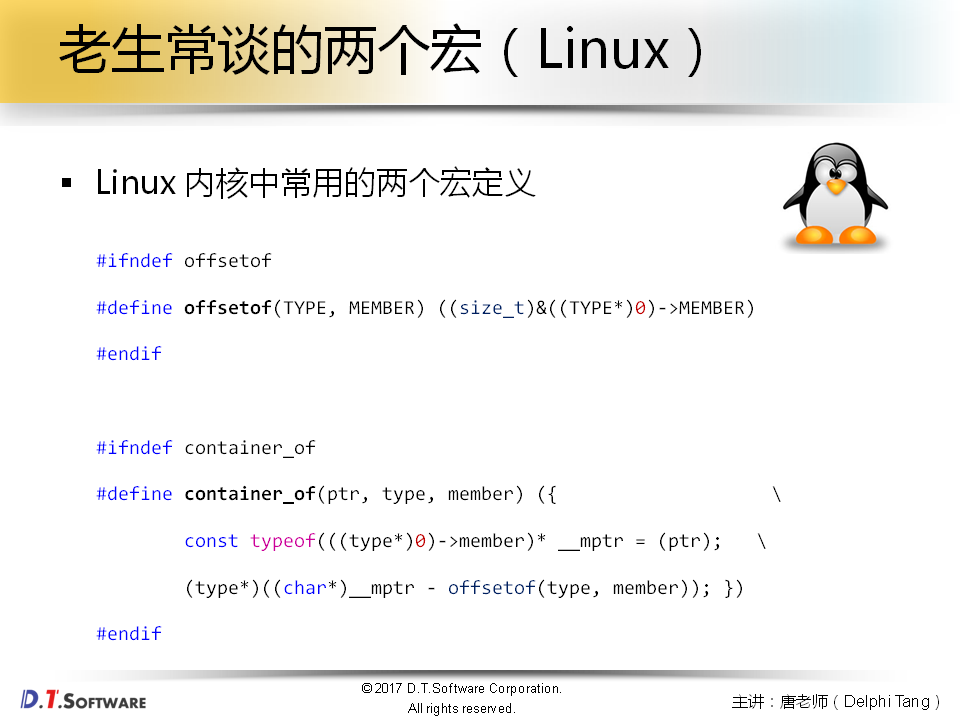 老生常谈的两个宏（Linux）
▪ Linux 内核中常用的两个宏定义
#ifndef offsetof
#define offsetof(TYPE, MEMBER) ((size_t)&((TYPE*)0)->MEMBER)
#endif
#ifndef container_of
#define container_of(ptr, type, member) ({ \
const typeof(((type*)0)->member)* __mptr = (ptr); \
(type*)((char*)__mptr - offsetof(type, member)); })
#endif
D.T.SOFTWARE
©2017 D.T.Software Corporation.
All rights reserved.
主讲：唐老师（Delphi Tang）